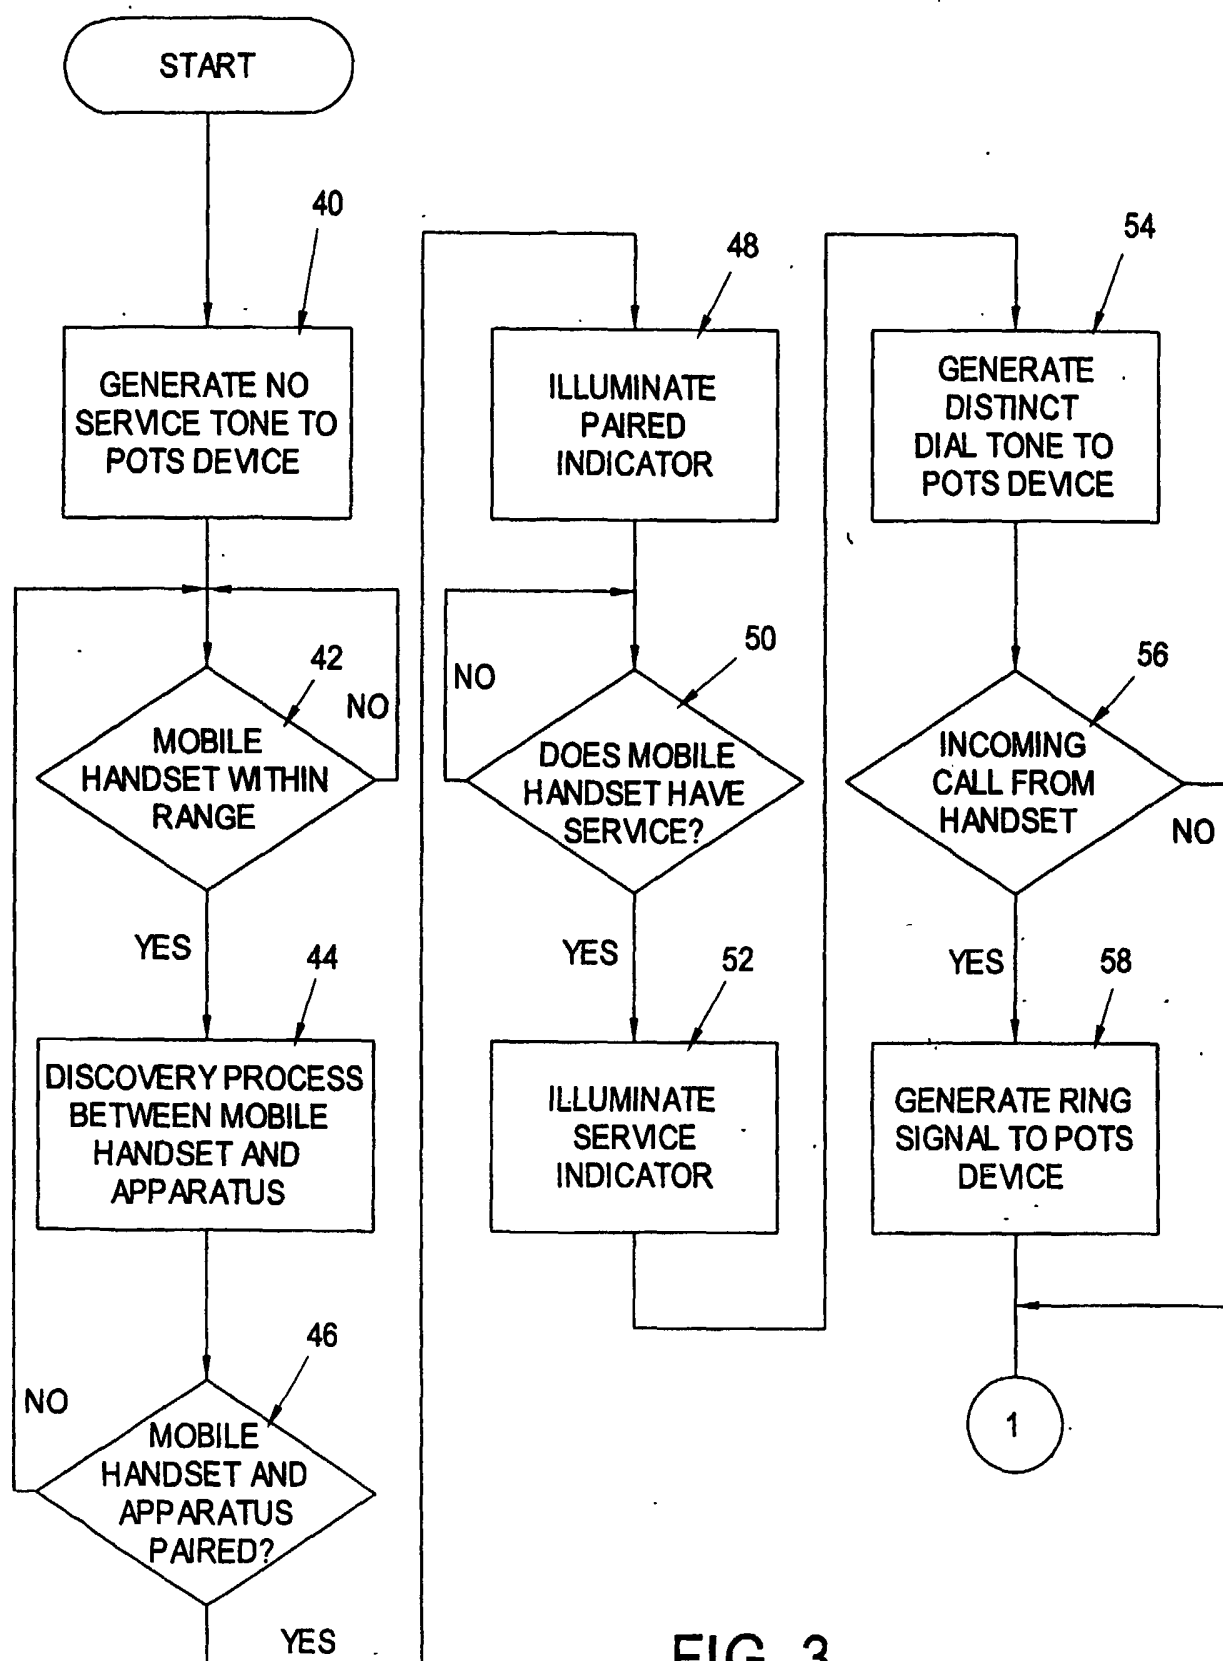 START
40
GENERATE NO
SERVICE TONE TO
POTS DEVICE
42
NO
MOBILE
HANDSET WITHIN
RANGE
YES
44
DISCOVERY PROCESS
BETWEEN MOBILE
HANDSET AND
APPARATUS
46
NO
MOBILE
HANDSET AND
APPARATUS
PAIRED?
YES
48
ILLUMINATE
PAIRED
INDICATOR
50
NO
DOES MOBILE
HANDSET HAVE
SERVICE?
YES
52
ILLUMINATE
SERVICE
INDICATOR
54
GENERATE
DISTINCT
DIAL TONE TO
POTS DEVICE
56
INCOMING
CALL FROM
HANDSET
NO
YES
58
GENERATE RING
SIGNAL TO POTS
DEVICE
1
FIG. 3